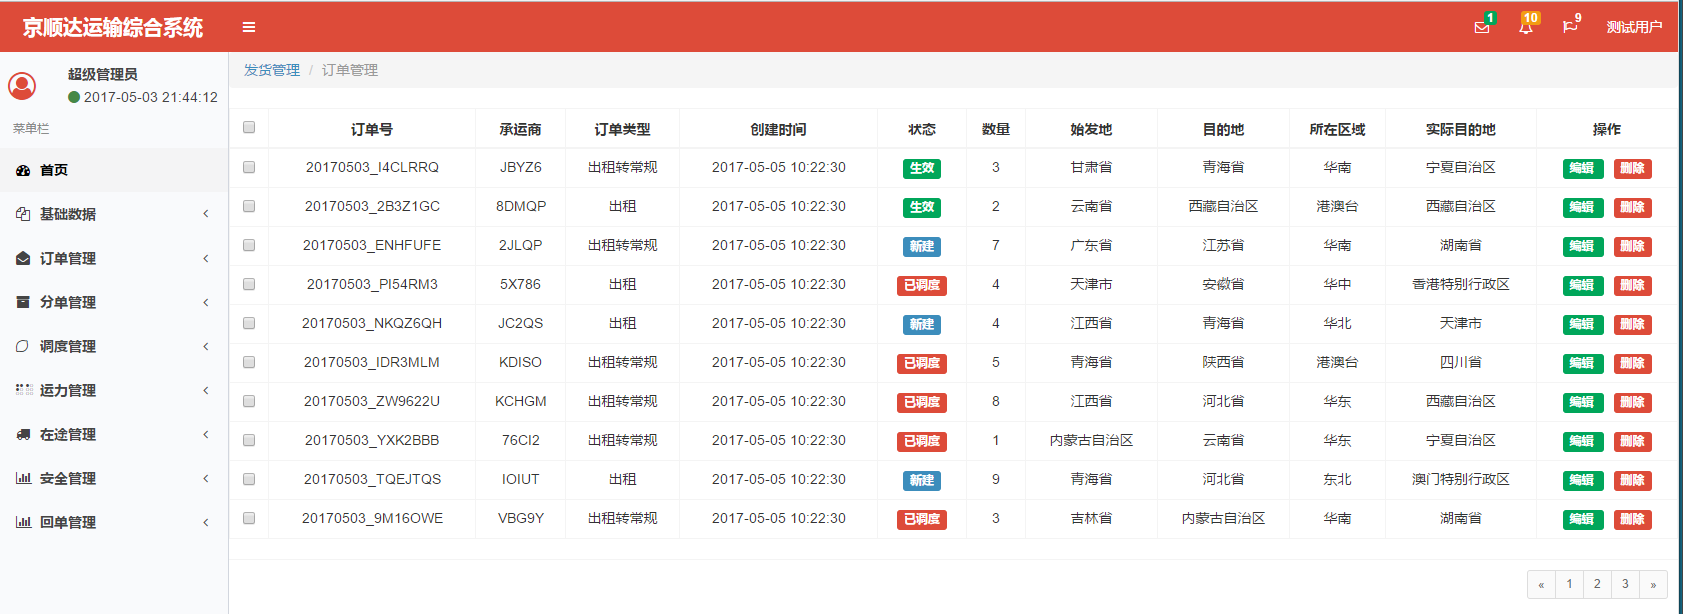 京顺达运输综合系统 1 10 9 测试用户
超级管理员
2017-05-03 21:44:12
菜单栏
首页
基础数据
订单管理
分单管理
调度管理
运力管理
在途管理
安全管理
回单管理
发货管理 / 订单管理
订单号 承运商 订单类型 创建时间 状态 数量 始发地 目的地 所在区域 实际目的地 操作
20170503_I4CLRRQ JBYZ6 出租转常规 2017-05-05 10:22:30 生效 3 甘肃省 青海省 华南 宁夏自治区 编辑 删除
20170503_2B3Z1GC 8DMQP 出租 2017-05-05 10:22:30 生效 2 云南省 西藏自治区 港澳台 西藏自治区 编辑 删除
20170503_ENHFUFE 2JLQP 出租转常规 2017-05-05 10:22:30 新建 7 广东省 江苏省 华南 湖南省 编辑 删除
20170503_PI54RM3 5X786 出租 2017-05-05 10:22:30 已调度 4 天津市 安徽省 华中 香港特别行政区 编辑 删除
20170503_NKQZ6QH JC2QS 出租 2017-05-05 10:22:30 新建 4 江西省 青海省 华北 天津市 编辑 删除
20170503_IDR3MLM KDISO 出租转常规 2017-05-05 10:22:30 已调度 5 青海省 陕西省 港澳台 四川省 编辑 删除
20170503_ZW9622U KCHGM 出租转常规 2017-05-05 10:22:30 已调度 8 江西省 河北省 华东 西藏自治区 编辑 删除
20170503_YXK2BBB 76CI2 出租转常规 2017-05-05 10:22:30 已调度 1 内蒙古自治区 云南省 华东 宁夏自治区 编辑 删除
20170503_TQEJTQS IOIUT 出租 2017-05-05 10:22:30 新建 9 青海省 河北省 东北 澳门特别行政区 编辑 删除
20170503_9M16OWE VBG9Y 出租转常规 2017-05-05 10:22:30 已调度 3 吉林省 内蒙古自治区 华南 湖南省 编辑 删除
« 1 2 3 »